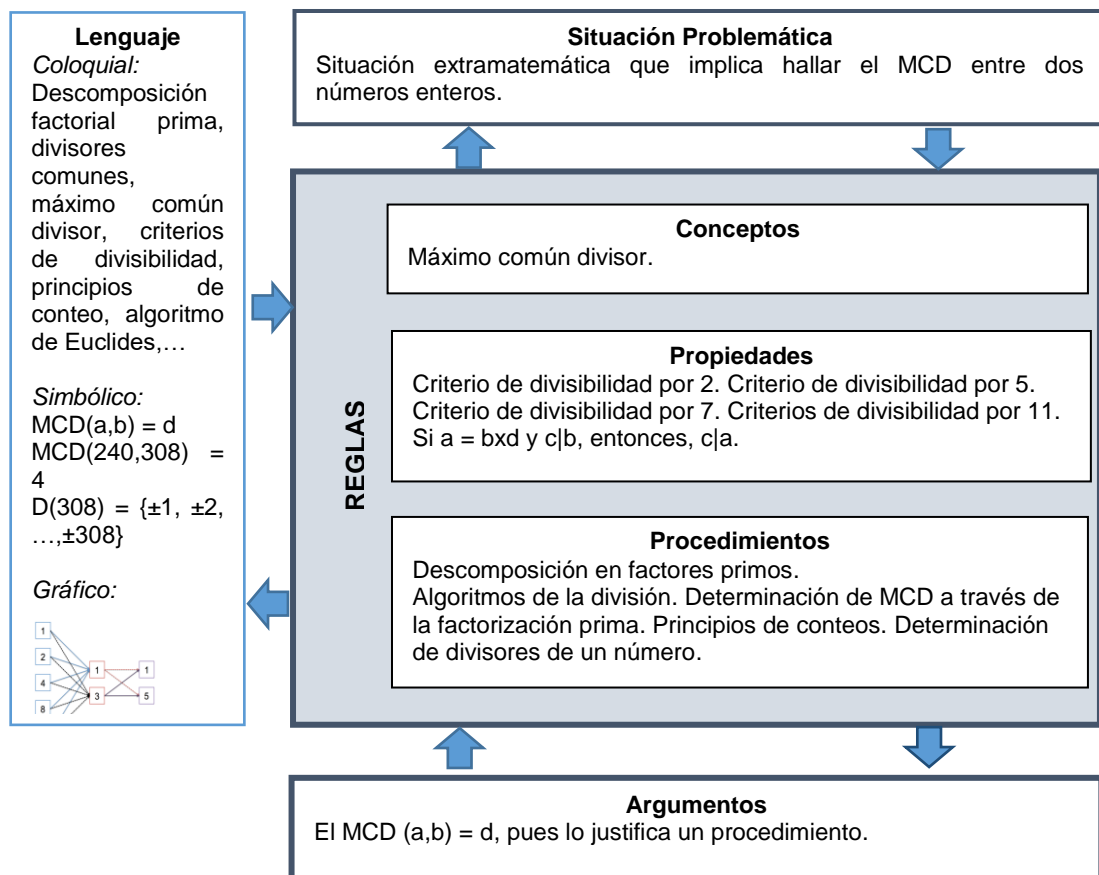 Lenguaje
Coloquial:
Descomposición
factorial prima,
divisores
comunes,
máximo común
divisor, criterios
de divisibilidad,
principios de
conteo, algoritmo
de Euclides,…
Simbólico:
MCD(a,b) = d
MCD(240,308) =
4
D(308) = {±1, ±2,
…,±308}
Gráfico:
1
2
4
8
1
3
1
5
Situación Problemática
Situación extramatemática que implica hallar el MCD entre dos
números enteros.
REGLAS
Conceptos
Máximo común divisor.
Propiedades
Criterio de divisibilidad por 2. Criterio de divisibilidad por 5.
Criterio de divisibilidad por 7. Criterios de divisibilidad por 11.
Si a = bxd y c|b, entonces, c|a.
Procedimientos
Descomposición en factores primos.
Algoritmos de la división. Determinación de MCD a través de
la factorización prima. Principios de conteos. Determinación
de divisores de un número.
Argumentos
El MCD (a,b) = d, pues lo justifica un procedimiento.